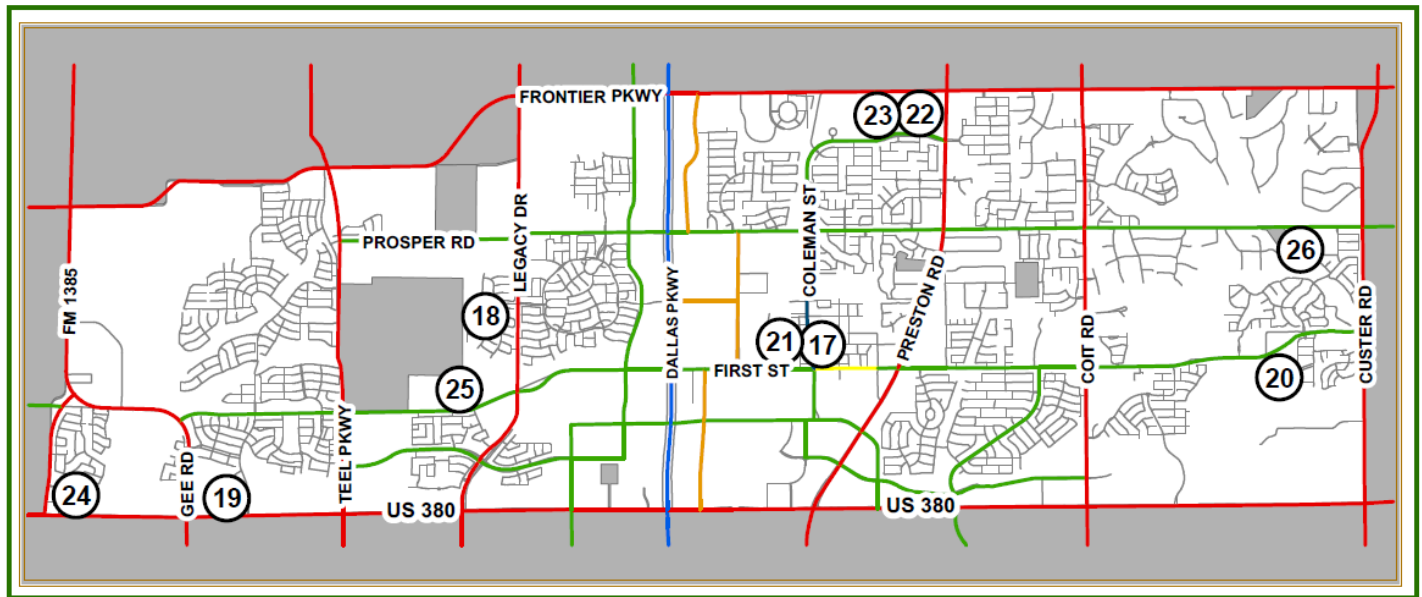 FRONTIER PKWY
23
22
COLEMAN ST
LEGACY DR
PROSPER RD
26
FM 1385
DALLAS PKWY
PRESTON RD
18
COIT RD
CUSTER RD
21
17
FIRST ST
20
25
TEEL PKWY
GEE RD
24
19
US 380
US 380